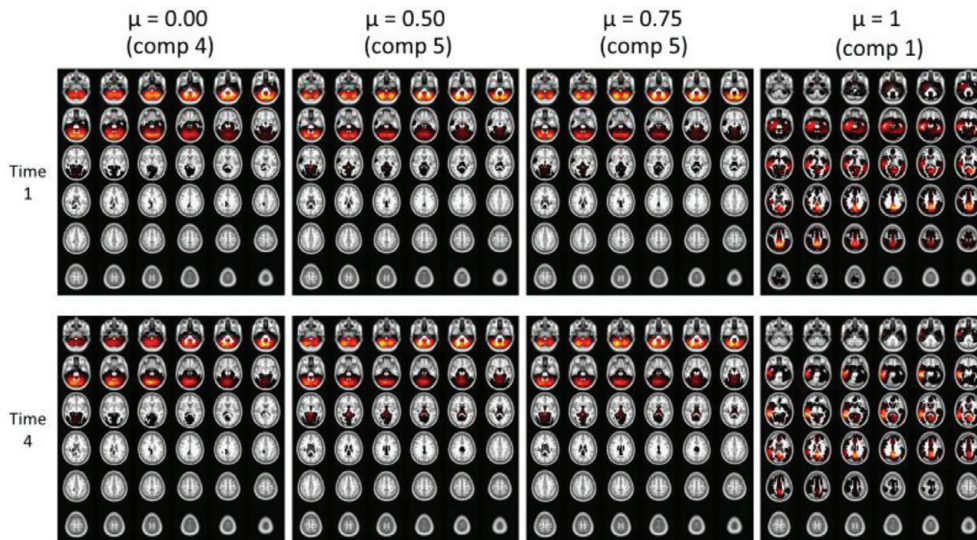 μ = 0.00
(comp 4)
μ = 0.50
(comp 5)
μ = 0.75
(comp 5)
μ = 1
(comp 1)
Time
1
Time
4